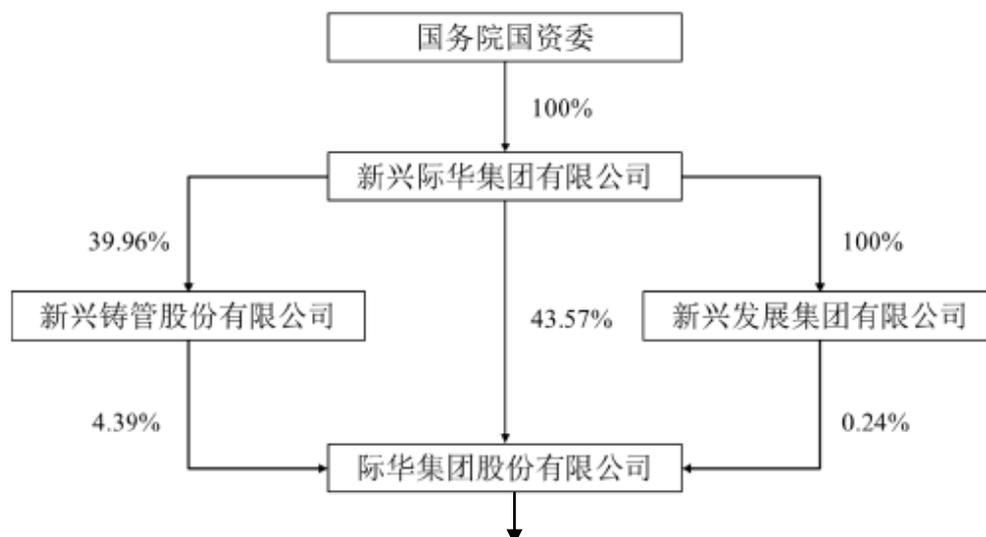 国务院国资委
100%
新兴际华集团有限公司
39.96%
100%
新兴铸管股份有限公司
43.57%
新兴发展集团有限公司
4.39%
0.24%
际华集团股份有限公司